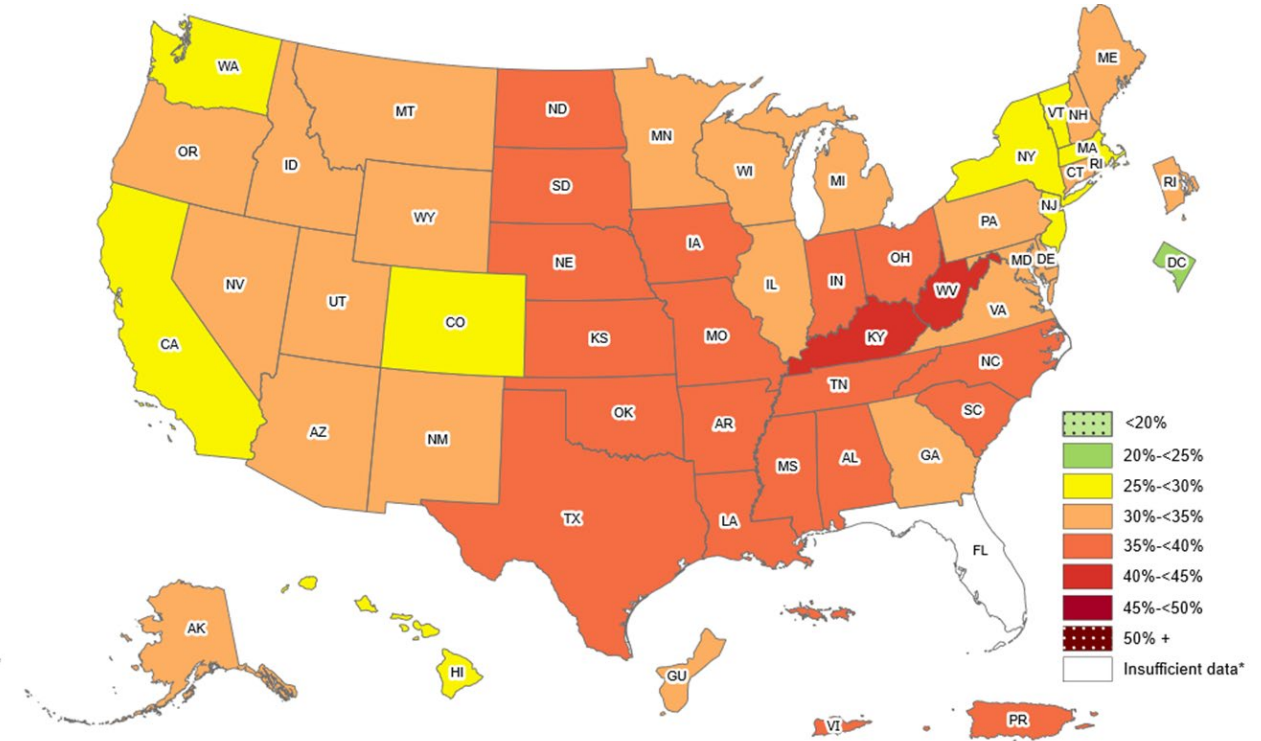 ME
WA
MT
ND
VT
NH
MN
OR
MA
NY
ID
WI
RI
CT
MI
RI
SD
NJ
WY
PA
IA
OH
MD
DE
DC
NE
IN
IL
NV
WV
UT
VA
CO
MO
KS
KY
CA
NC
TN
SC
OK
<20%
AR
AZ
NM
GA
20%-<25%
AL
MS
25%-<30%
TX
LA
30%-<35%
FL
35%-<40%
40%-<45%
45%-<50%
AK
50% +
HI
GU
Insufficient data*
PR
VI